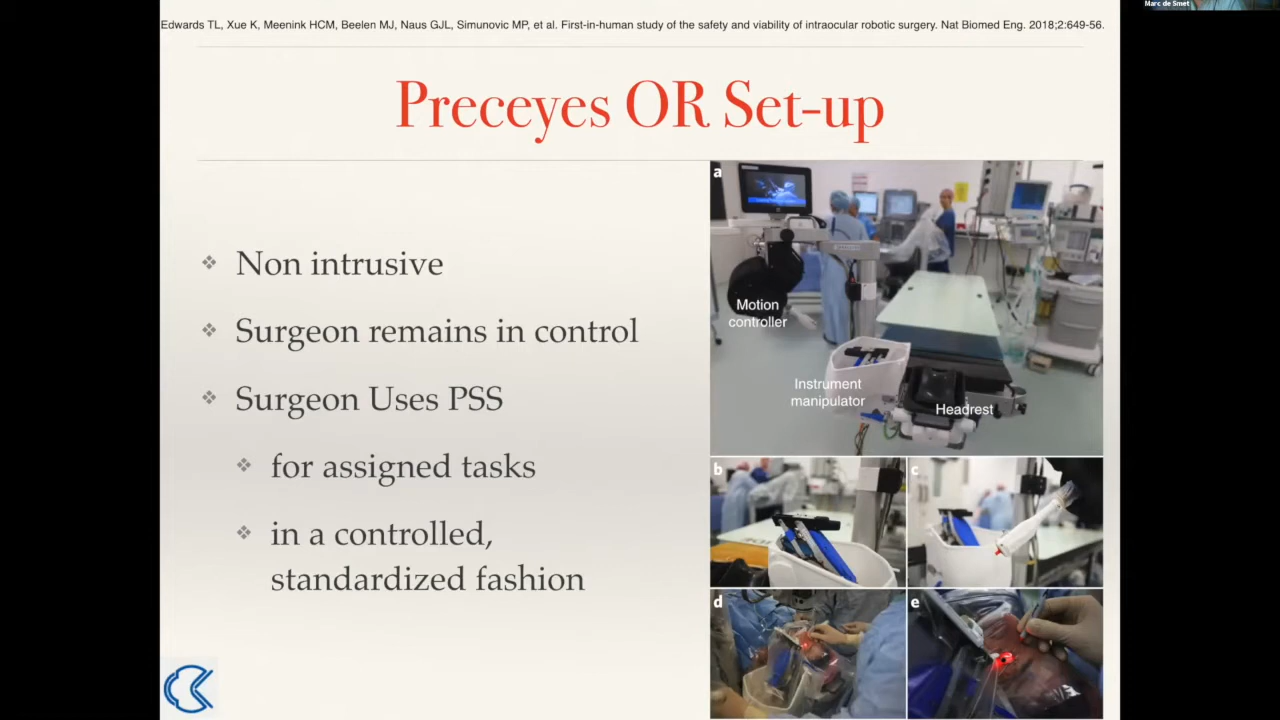 Marc de Smet
Edwards TL, Xue K, Meenink HCM, Beelen MJ, Naus GJL, Simunovic MP, et al. First-in-human study of the safety and viability of intraocular robotic surgery. Nat Biomed Eng. 2018;2:649-56.
Preceyes OR Set-up
❖ Non intrusive
❖ Surgeon remains in control
❖ Surgeon Uses PSS
❖ for assigned tasks
❖ in a controlled,
standardized fashion
a
Motion
controller
Instrument
manipulator
Headrest
b
c
d
e